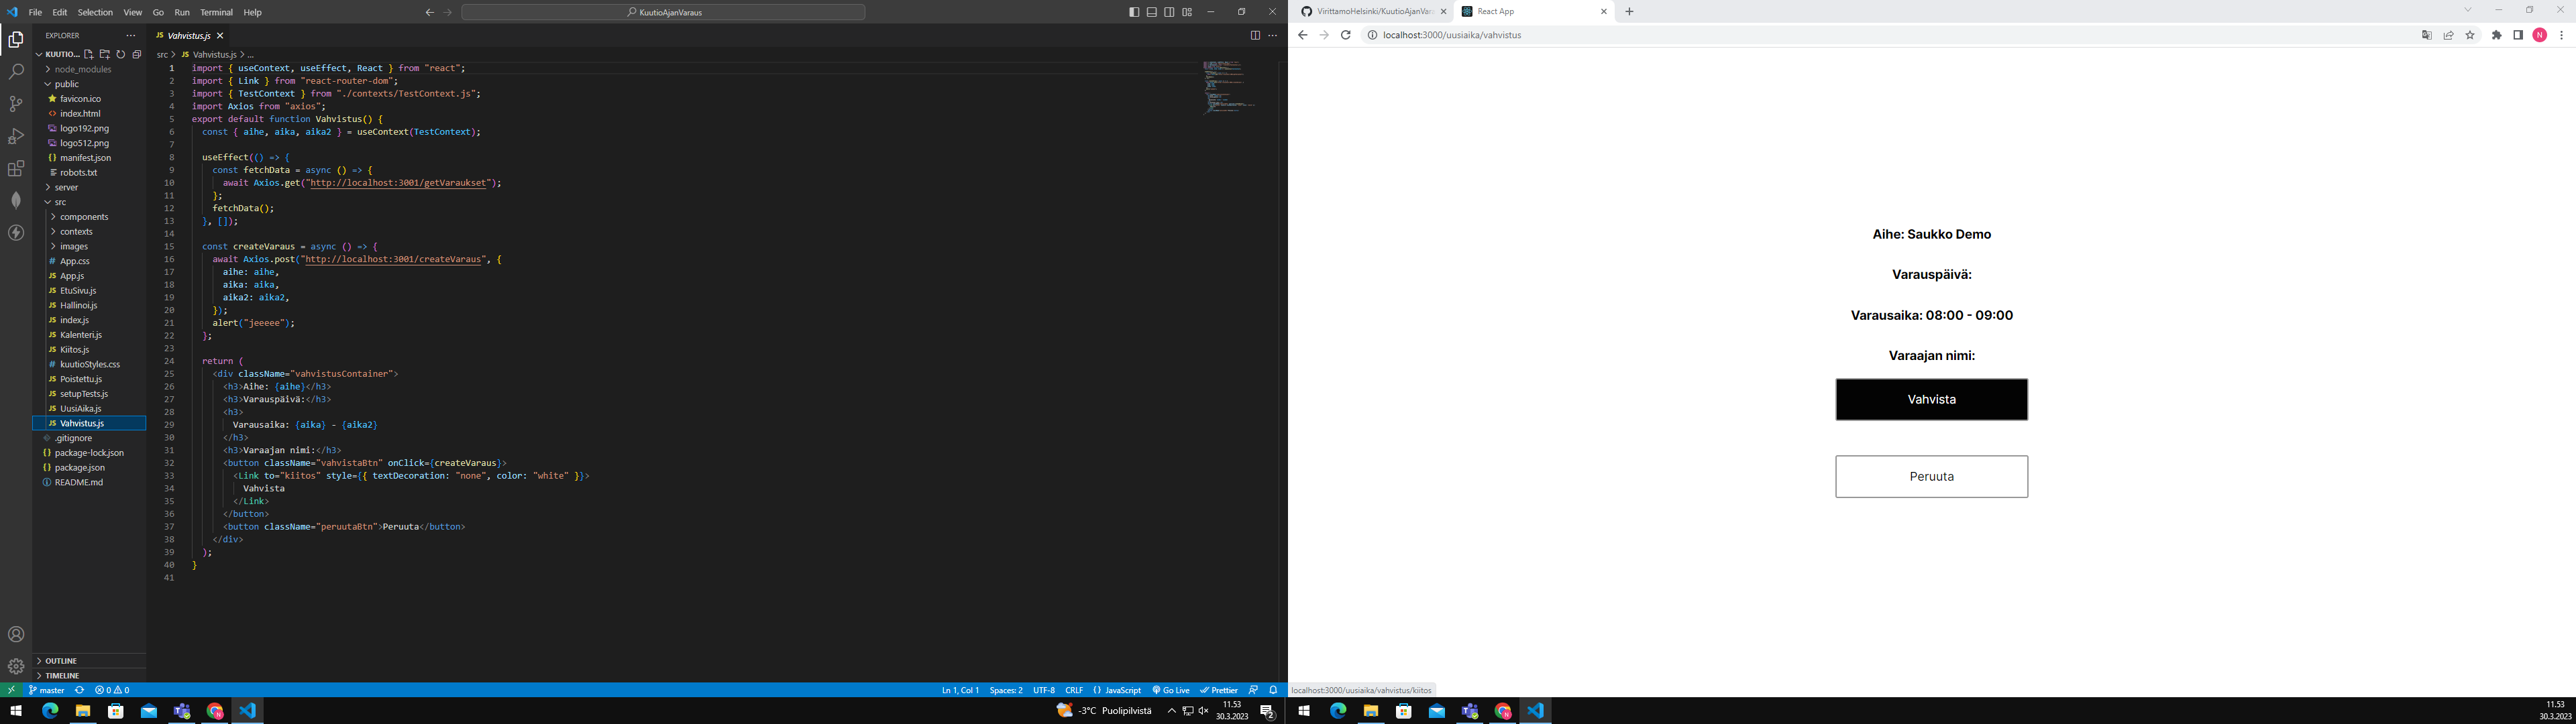 File Edit Selection View Go Run Terminal Help
KuutioAjanVaraus
EXPLORER
KUUTIO...
node_modules
public
favicon.ico
index.html
logo192.png
logo512.png
manifest.json
robots.txt
server
src
components
contexts
images
App.css
App.js
EtuSivu.js
Hallinoi.js
index.js
Kalenteri.js
Kiitos.js
kuutioStyles.css
Poistettu.js
setupTests.js
UusiAika.js
Vahvistus.js
.gitignore
package-lock.json
package.json
README.md
OUTLINE
TIMELINE
JS Vahvistus.js
src > JS Vahvistus.js > ...
1 import { useContext, useEffect, React } from "react";
2 import { Link } from "react-router-dom";
3 import { TestContext } from "./contexts/TestContext.js";
4 import Axios from "axios";
5 export default function Vahvistus() {
6 const { aihe, aika, aika2 } = useContext(TestContext);
7
8 useEffect(() => {
9 const fetchData = async () => {
10 await Axios.get("http://localhost:3001/getVaraukset");
11 };
12 fetchData();
13 }, []);
14
15 const createVaraus = async () => {
16 await Axios.post("http://localhost:3001/createVaraus", {
17 aihe: aihe,
18 aika: aika,
19 aika2: aika2,
20 });
21 alert("jeeeee");
22 };
23
24 return (
25 <div className="vahvistusContainer">
26 <h3>Aihe: {aihe}</h3>
27 <h3>Varauspäivä:</h3>
28 <h3>
29 Varausaika: {aika} - {aika2}
30 </h3>
31 <h3>Varaajan nimi:</h3>
32 <button className="vahvistaBtn" onClick={createVaraus}>
33 <Link to="kiitos" style={{ textDecoration: "none", color: "white" }}>
34 Vahvista
35 </Link>
36 </button>
37 <button className="peruutaBtn">Peruuta</button>
38 </div>
39 );
40 }
41
master 0 0 Ln 1, Col 1 Spaces: 2 UTF-8 CRLF {} JavaScript Go Live Prettier
-3°C Puolipilvistä 11.53
30.3.2023
2
VirittamoHelsinki/KuutioAjanVar
React App
localhost:3000/uusiaika/vahvistus
N
Aihe: Saukko Demo
Varauspäivä:
Varausaika: 08:00 - 09:00
Varaajan nimi:
Vahvista
Peruuta
localhost:3000/uusiaika/vahvistus/kiitos
11.53
30.3.2023